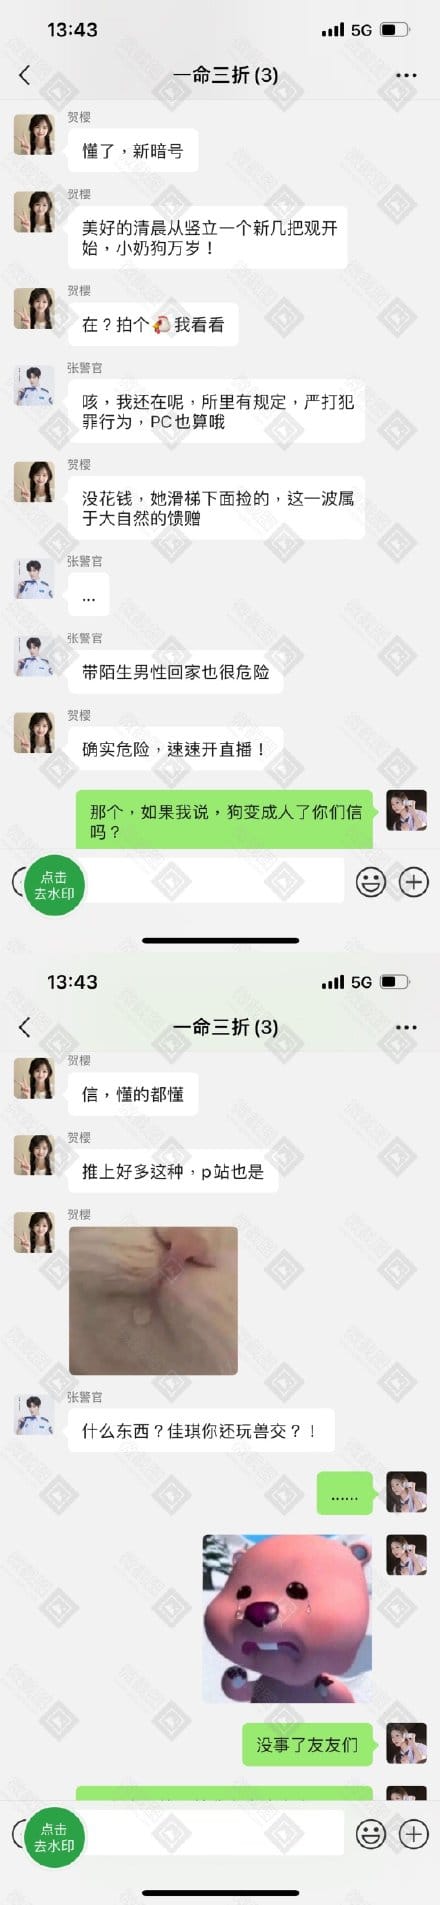 13:43
5G
一命三折 (3)
贺樱
懂了，新暗号
贺樱
美好的清晨从竖立一个新几把观开
始，小奶狗万岁！
贺樱
在？拍个🐔我看看
张警官
咳，我还在呢，所里有规定，严打犯
罪行为，PC也算哦
贺樱
没花钱，她滑梯下面捡的，这一波属
于大自然的馈赠
张警官
...
张警官
带陌生男性回家也很危险
贺樱
确实危险，速速开直播！
那个，如果我说，狗变成人了你们信
吗？
点击
去水印
13:43
5G
一命三折 (3)
贺樱
信，懂的都懂
贺樱
推上好多这种，p站也是
贺樱
张警官
什么东西？佳琪你还玩兽交？！
......
没事了友友们
点击
去水印